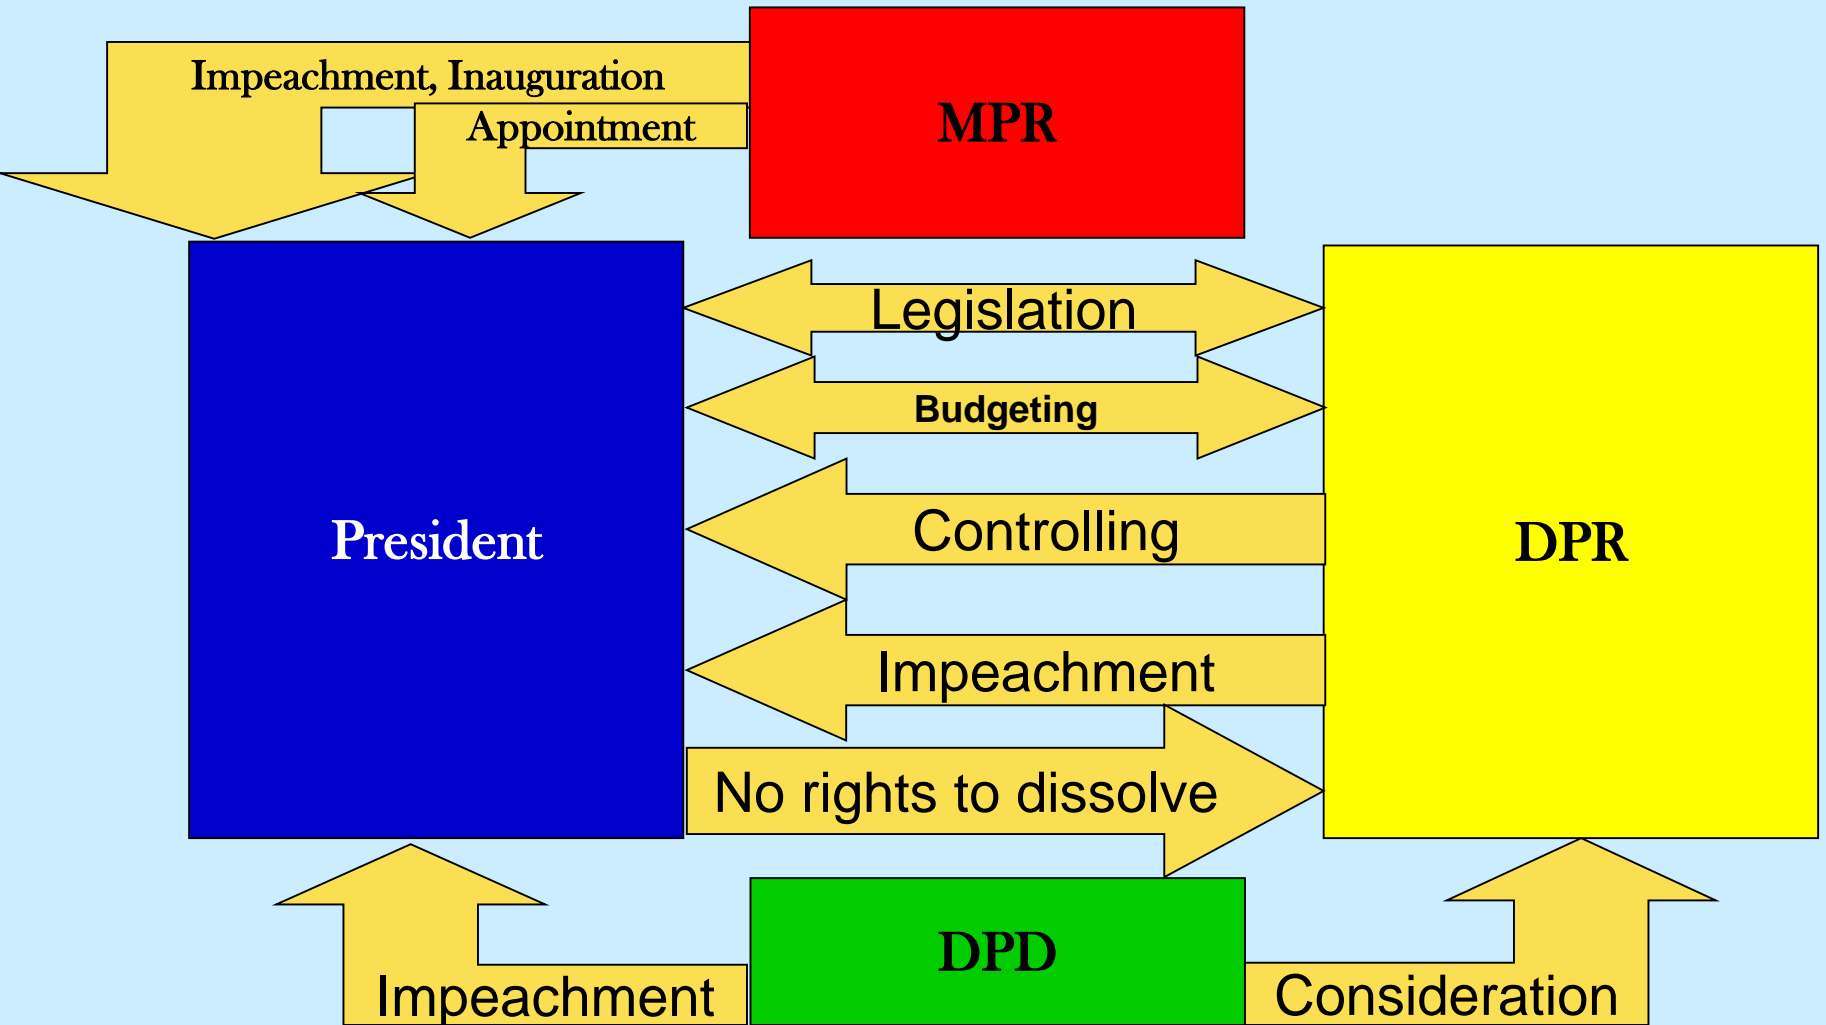 Impeachment, Inauguration
Appointment
MPR
Legislation
Budgeting
Controlling
President
DPR
Impeachment
No rights to dissolve
DPD
Impeachment
Consideration